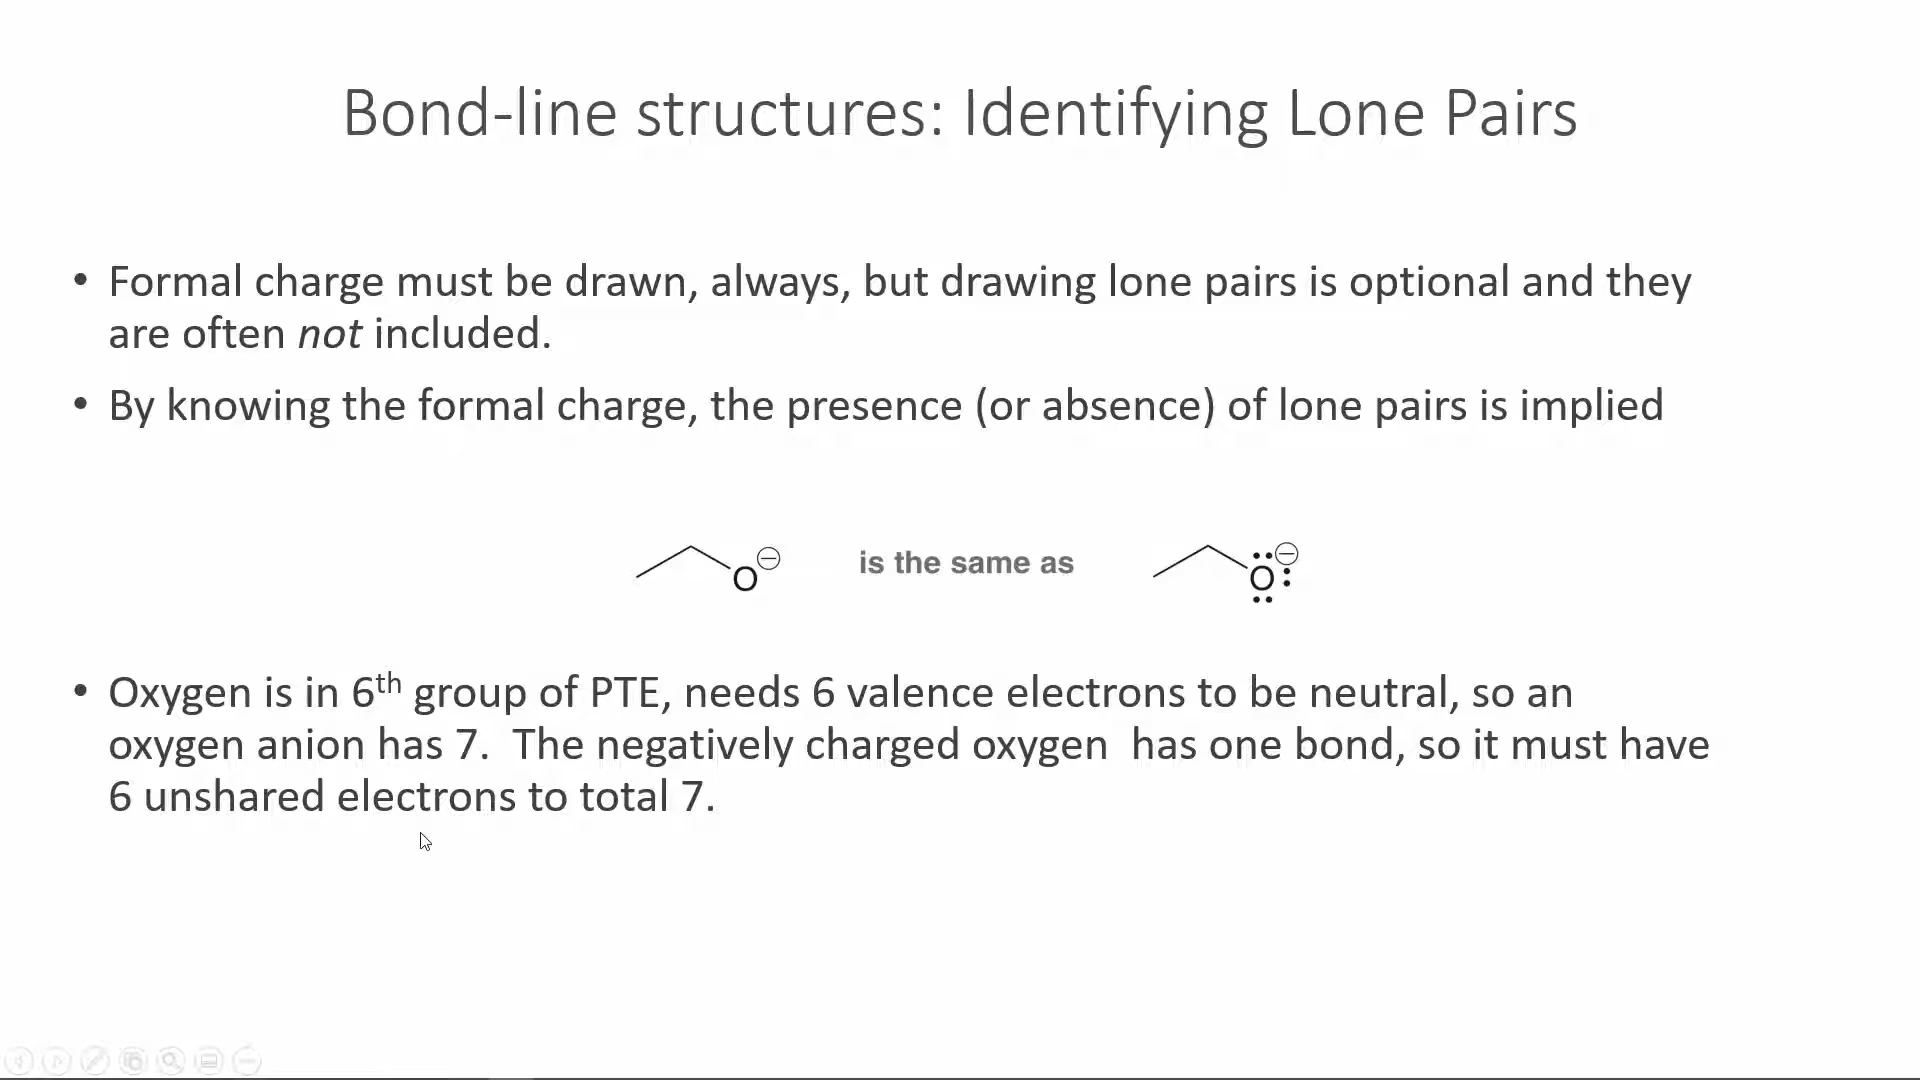 Bond-line structures: Identifying Lone Pairs
• Formal charge must be drawn, always, but drawing lone pairs is optional and they
are often not included.
• By knowing the formal charge, the presence (or absence) of lone pairs is implied
O⊖ is the same as O⊖
• Oxygen is in 6th group of PTE, needs 6 valence electrons to be neutral, so an
oxygen anion has 7.  The negatively charged oxygen  has one bond, so it must have
6 unshared electrons to total 7.